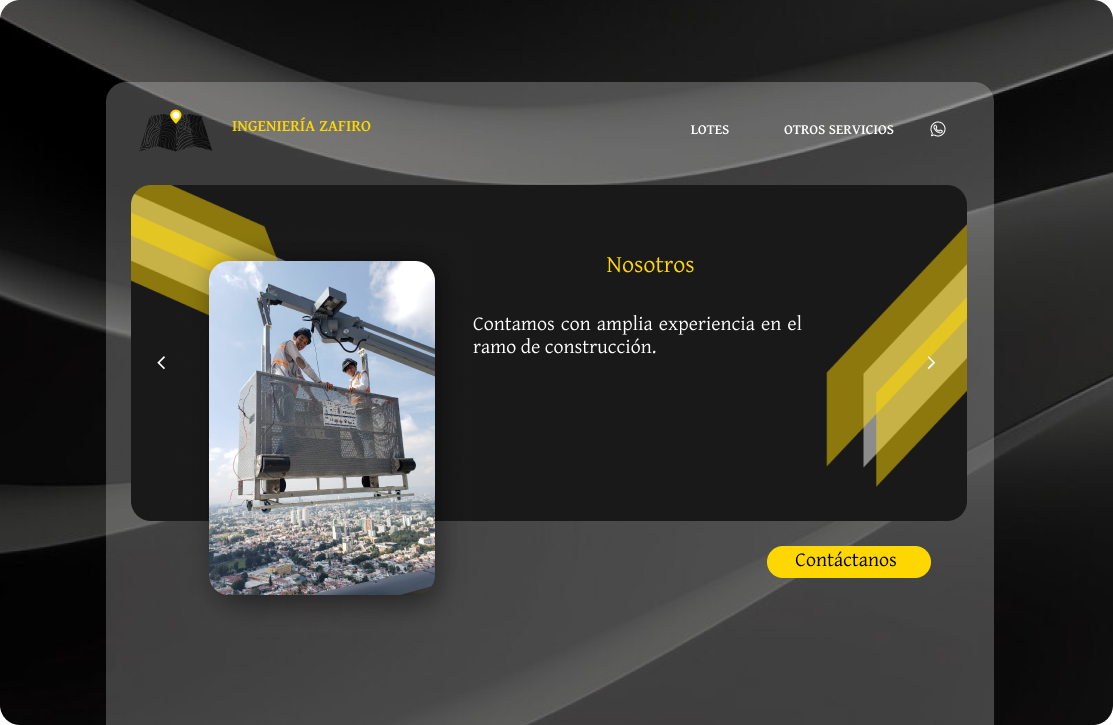 INGENIERÍA ZAFIRO
LOTES
OTROS SERVICIOS
Nosotros
Contamos con amplia experiencia en el
ramo de construcción.
Contáctanos